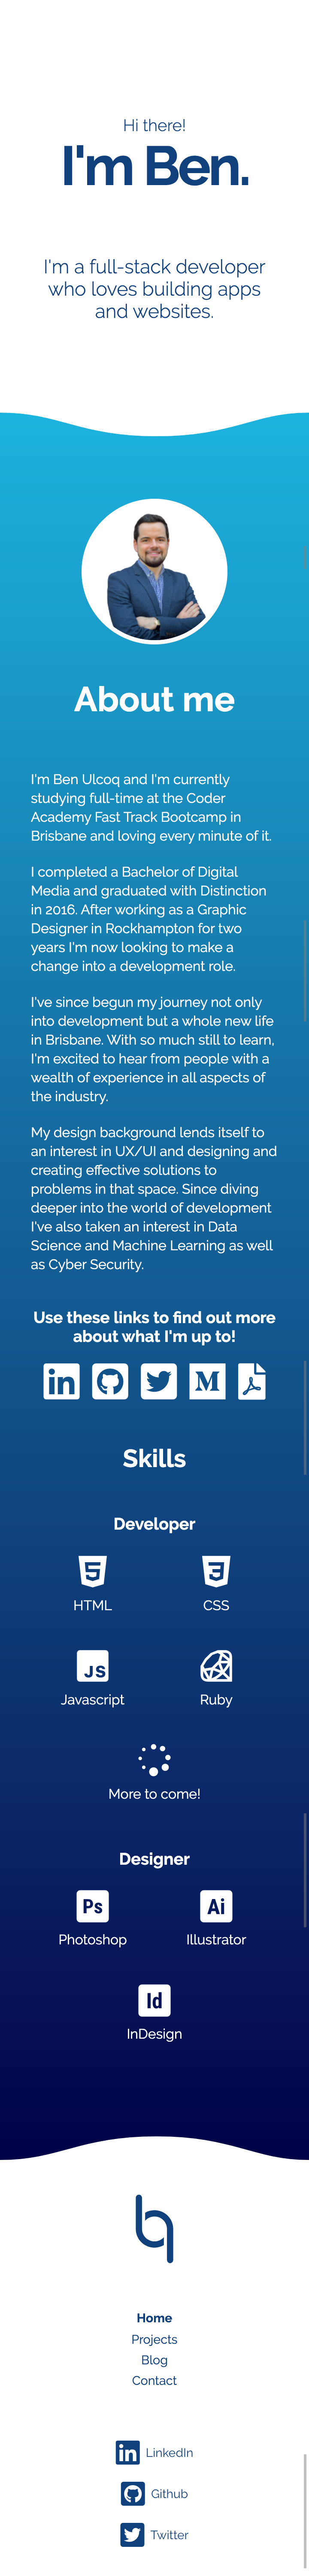 Hi there!
I'm Ben.
I'm a full-stack developer
who loves building apps
and websites.
About me
I'm Ben Ulcoq and I'm currently
studying full-time at the Coder
Academy Fast Track Bootcamp in
Brisbane and loving every minute of it.
I completed a Bachelor of Digital
Media and graduated with Distinction
in 2016. After working as a Graphic
Designer in Rockhampton for two
years I'm now looking to make a
change into a development role.
I've since begun my journey not only
into development but a whole new life
in Brisbane. With so much still to learn,
I'm excited to hear from people with a
wealth of experience in all aspects of
the industry.
My design background lends itself to
an interest in UX/UI and designing and
creating effective solutions to
problems in that space. Since diving
deeper into the world of development
I've also taken an interest in Data
Science and Machine Learning as well
as Cyber Security.
Use these links to find out more
about what I'm up to!
in M
Skills
Developer
5 3
HTML CSS
JS
Javascript Ruby
More to come!
Designer
Ps Ai
Photoshop Illustrator
Id
InDesign
Home
Projects
Blog
Contact
in LinkedIn
Github
Twitter